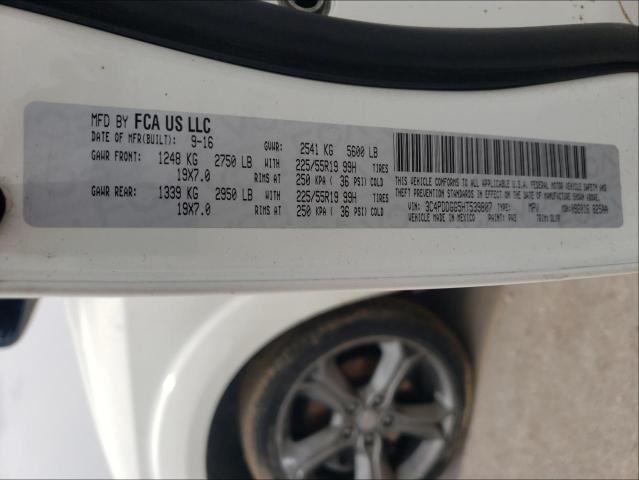 MFD BY FCA US LLC
DATE OF MFR(BUILT): 9-16 GVWR: 2541 KG 5600 LB
GAWR FRONT: 1248 KG 2750 LB WITH 225/55R19 99H TIRES
19X7.0 RIMS AT 250 KPA ( 36 PSI) COLD
GAWR REAR: 1339 KG 2950 LB WITH 225/55R19 99H TIRES
19X7.0 RIMS AT 250 KPA ( 36 PSI) COLD
THIS VEHICLE CONFORMS TO ALL APPLICABLE U.S.A. FEDERAL MOTOR VEHICLE SAFETY AND
THEFT PREVENTION STANDARDS IN EFFECT ON THE DATE OF MANUFACTURE SHOWN ABOVE.
VIN: 3C4PDDGG5HT539807 TYPE: MPV
VEHICLE MADE IN MEXICO PAINT: PW3 TRIM: